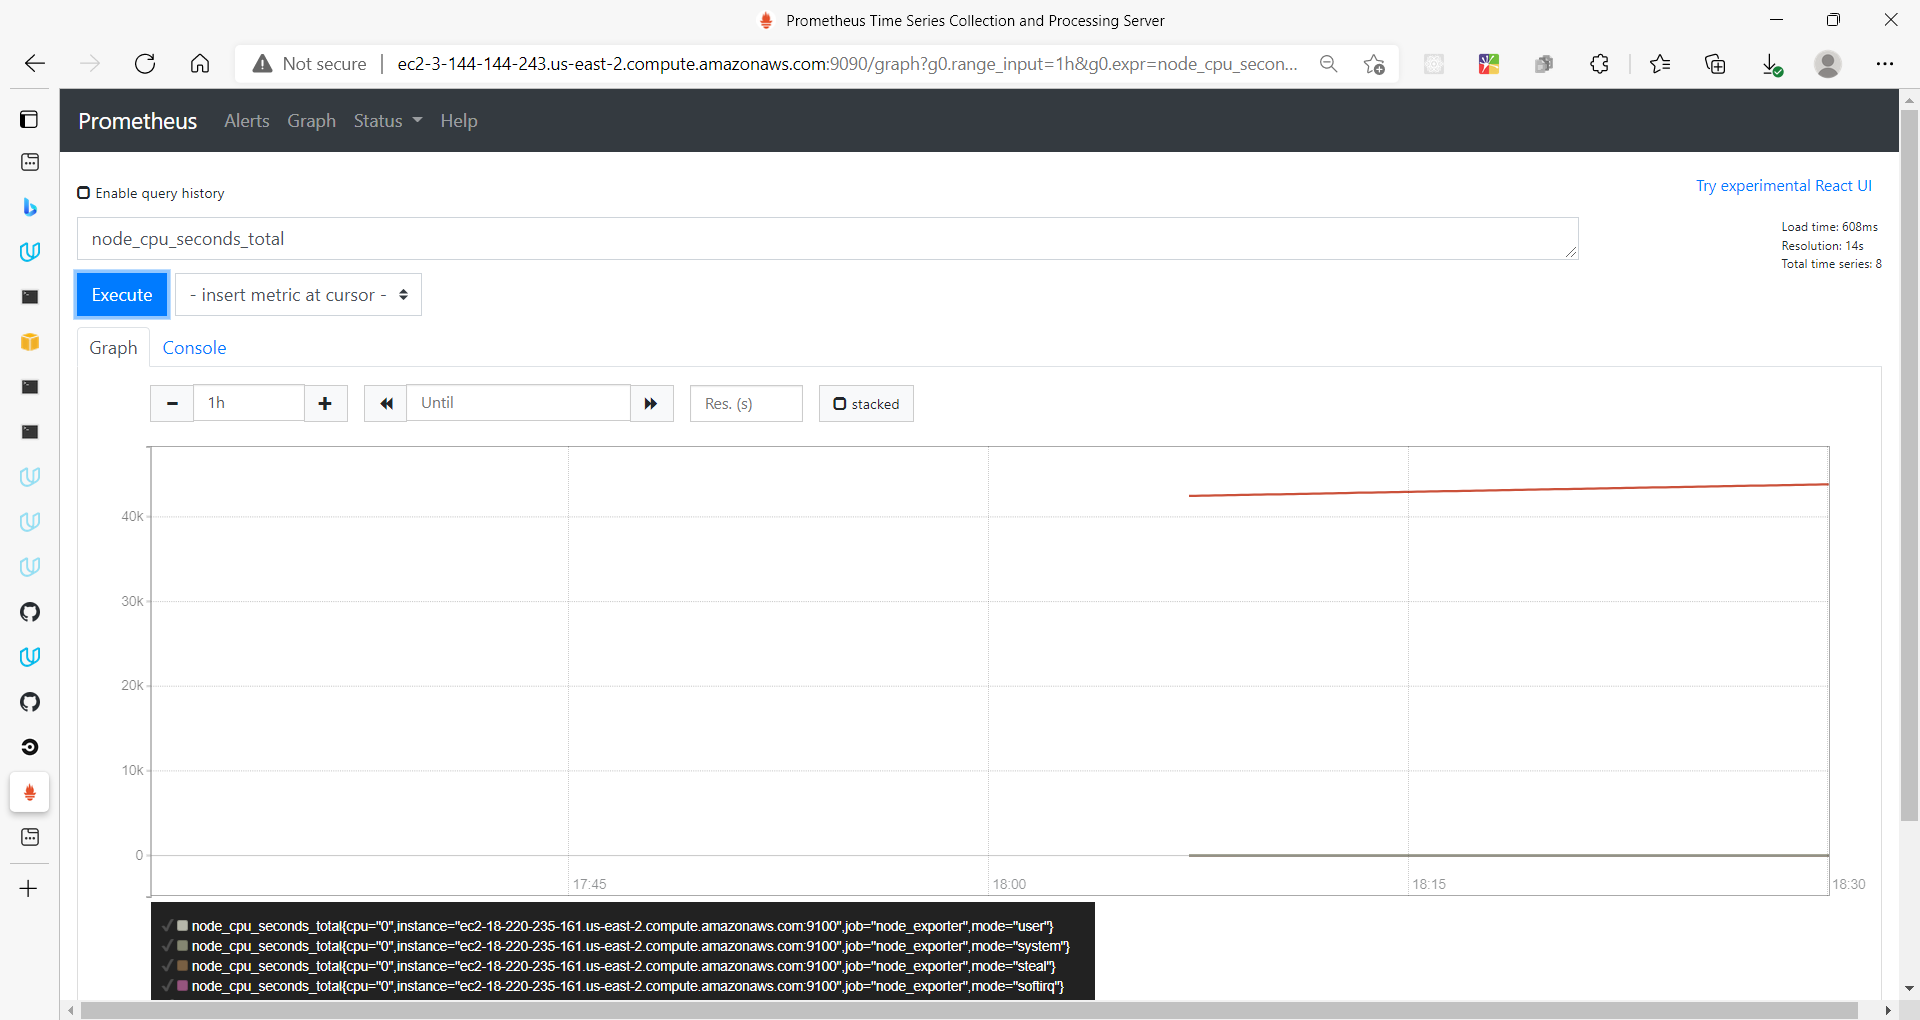 Prometheus Time Series Collection and Processing Server
Not secure | ec2-3-144-144-243.us-east-2.compute.amazonaws.com:9090/graph?g0.range_input=1h&g0.expr=node_cpu_secon...
Prometheus Alerts Graph Status Help
Enable query history
Try experimental React UI
node_cpu_seconds_total
Load time: 608ms
Resolution: 14s
Total time series: 8
Execute - insert metric at cursor -
Graph Console
1h Until Res. (s) stacked
40k
30k
20k
10k
0
17:45 18:00 18:15 18:30
node_cpu_seconds_total{cpu="0",instance="ec2-18-220-235-161.us-east-2.compute.amazonaws.com:9100",job="node_exporter",mode="user"}
node_cpu_seconds_total{cpu="0",instance="ec2-18-220-235-161.us-east-2.compute.amazonaws.com:9100",job="node_exporter",mode="system"}
node_cpu_seconds_total{cpu="0",instance="ec2-18-220-235-161.us-east-2.compute.amazonaws.com:9100",job="node_exporter",mode="steal"}
node_cpu_seconds_total{cpu="0",instance="ec2-18-220-235-161.us-east-2.compute.amazonaws.com:9100",job="node_exporter",mode="softirq"}